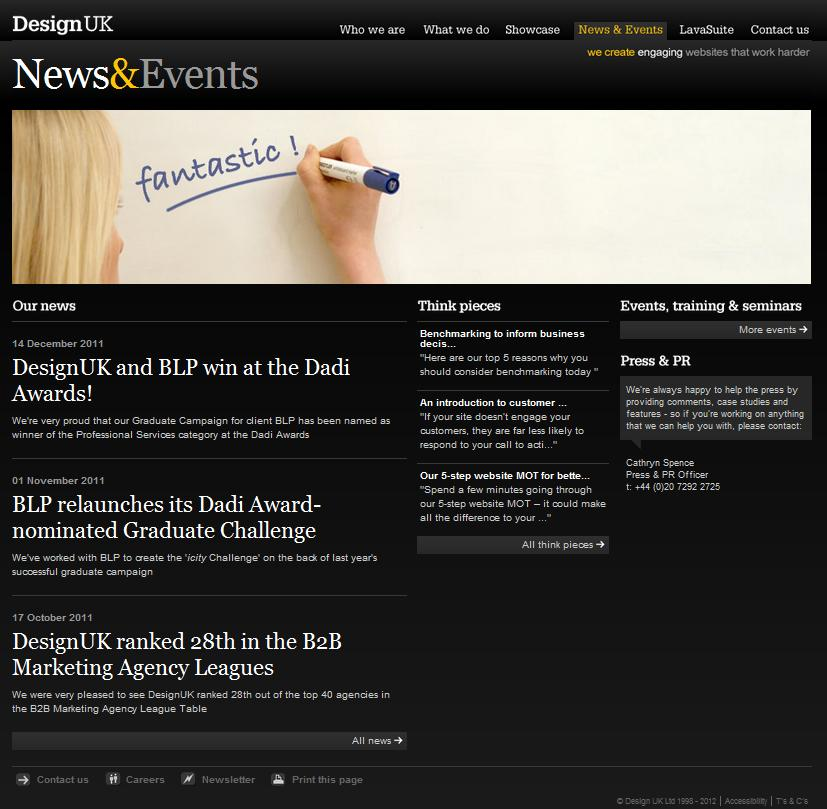 DesignUK
Who we are What we do Showcase News & Events LavaSuite Contact us
we create engaging websites that work harder
News&Events
fantastic !
Our news
14 December 2011
DesignUK and BLP win at the Dadi
Awards!
We're very proud that our Graduate Campaign for client BLP has been named as
winner of the Professional Services category at the Dadi Awards
01 November 2011
BLP relaunches its Dadi Award-
nominated Graduate Challenge
We've worked with BLP to create the 'icity Challenge' on the back of last year's
successful graduate campaign
17 October 2011
DesignUK ranked 28th in the B2B
Marketing Agency Leagues
We were very pleased to see DesignUK ranked 28th out of the top 40 agencies in
the B2B Marketing Agency League Table
All news
Think pieces
Benchmarking to inform business
decis...
"Here are our top 5 reasons why you
should consider benchmarking today "
An introduction to customer ...
"If your site doesn't engage your
customers, they are far less likely to
respond to your call to acti..."
Our 5-step website MOT for bette...
"Spend a few minutes going through
our 5-step website MOT – it could make
all the difference to your ..."
All think pieces
Events, training & seminars
More events
Press & PR
We're always happy to help the press by
providing comments, case studies and
features - so if you're working on anything
that we can help you with, please contact:
Cathryn Spence
Press & PR Officer
t: +44 (0)20 7292 2725
Contact us Careers Newsletter Print this page
© Design UK Ltd 1998 - 2012 | Accessibility | T's & C's